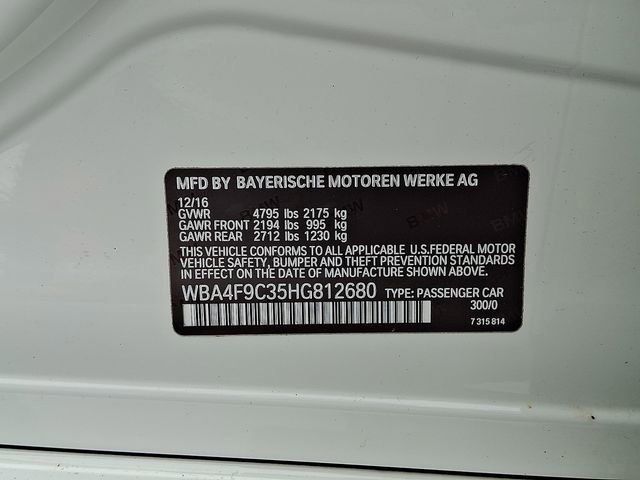 MFD BY BAYERISCHE MOTOREN WERKE AG
12/16
GVWR 4795 lbs 2175 kg
GAWR FRONT 2194 lbs 995 kg
GAWR REAR 2712 lbs 1230 kg
THIS VEHICLE CONFORMS TO ALL APPLICABLE U.S.FEDERAL MOTOR
VEHICLE SAFETY, BUMPER AND THEFT PREVENTION STANDARDS
IN EFFECT ON THE DATE OF MANUFACTURE SHOWN ABOVE.
WBA4F9C35HG812680 TYPE: PASSENGER CAR
300/0
7 315 814